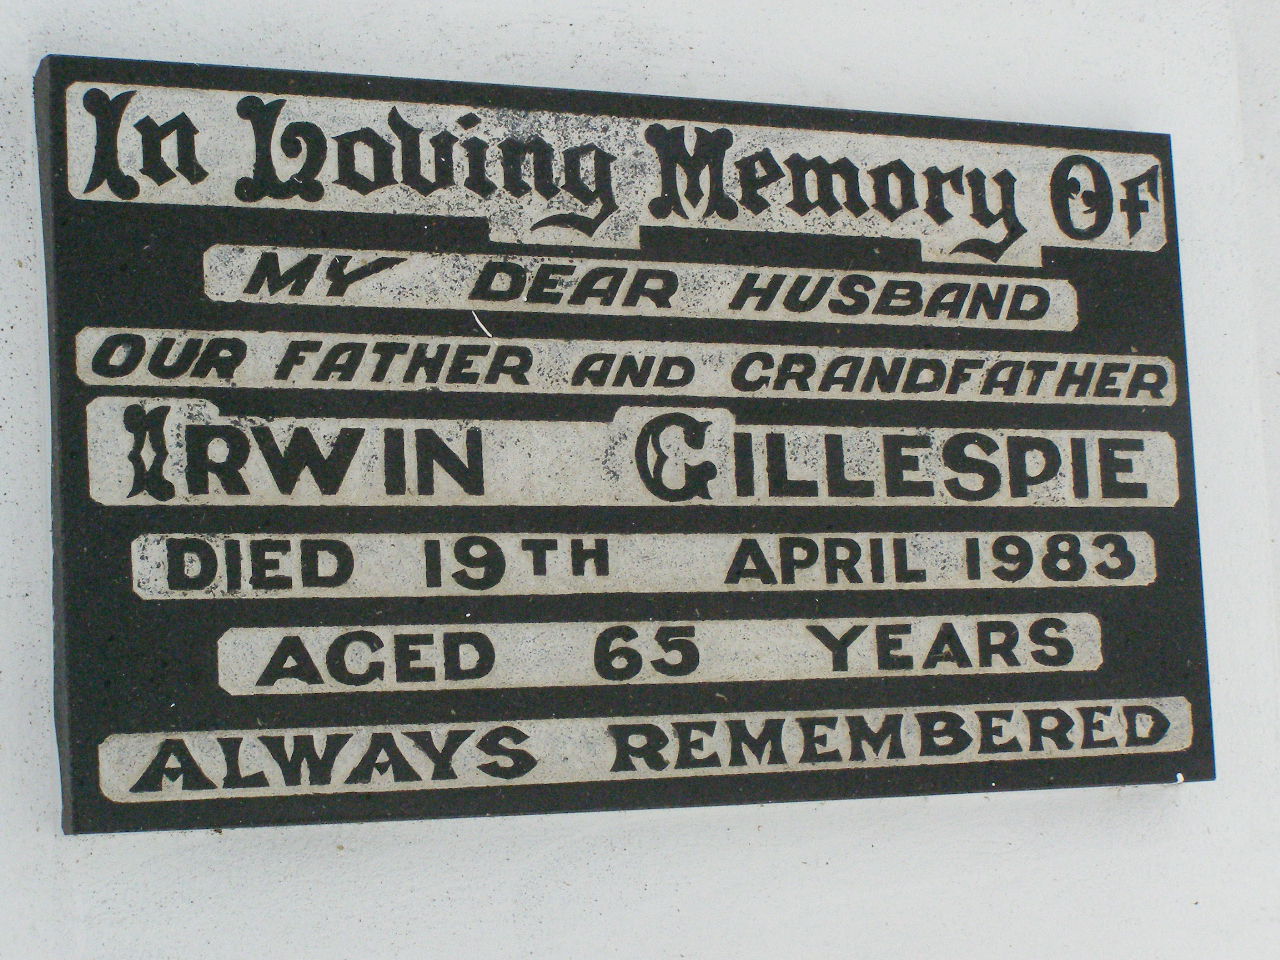 In Loving Memory Of
MY DEAR HUSBAND
OUR FATHER AND GRANDFATHER
IRWIN GILLESPIE
DIED 19TH APRIL 1983
AGED 65 YEARS
ALWAYS REMEMBERED